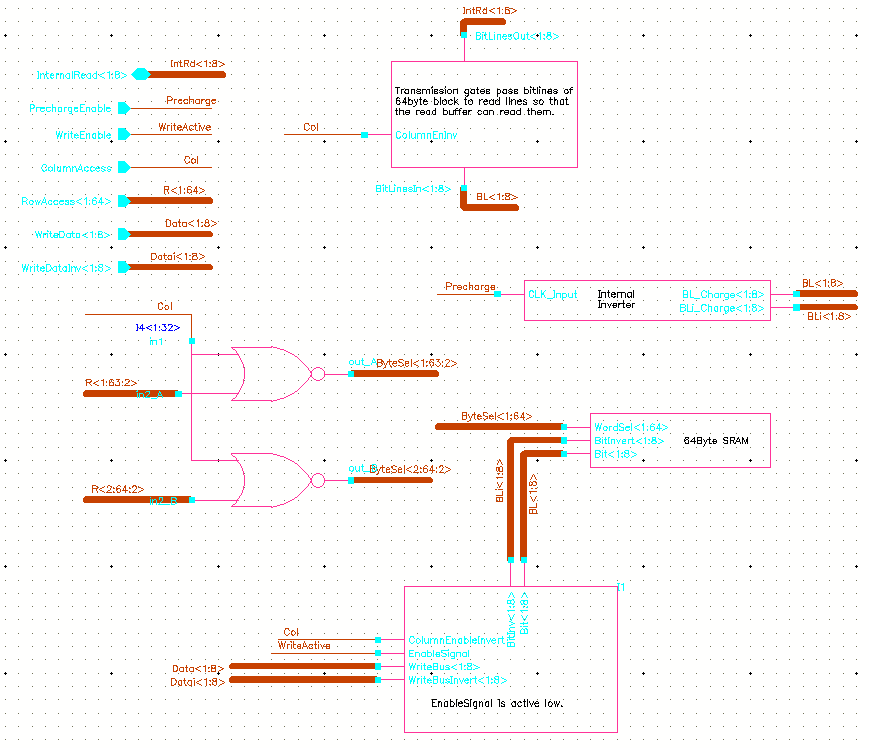 IntRd<1:8>
BitLinesOut<1:8>
IntRd<1:8>
InternalRead<1:8>
Transmission gates pass bitlines of
64byte block to read lines so that
the read buffer can read them.
Precharge
PrechargeEnable
WriteActive
WriteEnable
Col
ColumnEnInv
Col
ColumnAccess
R<1:64>
RowAccess<1:64>
BitLinesIn<1:8>
BL<1:8>
Data<1:8>
WriteData<1:8>
Datai<1:8>
WriteDataInv<1:8>
Precharge
CLK_Input
Internal
Inverter
BL_Charge<1:8>
BLi_Charge<1:8>
BL<1:8>
BLi<1:8>
Col
I4<1:32>
in1
out_A
ByteSel<1:63:2>
R<1:63:2>
in2_A
ByteSel<1:64>
WordSel<1:64>
BitInvert<1:8>
Bit<1:8>
64Byte SRAM
ByteSel<2:64:2>
R<2:64:2>
in2_B
BLi<1:8>
BL<1:8>
I1
BitInv<1:8>
Bit<1:8>
Col
ColumnEnableInvert
WriteActive
EnableSignal
Data<1:8>
WriteBus<1:8>
Datai<1:8>
WriteBusInvert<1:8>
EnableSignal is active low.